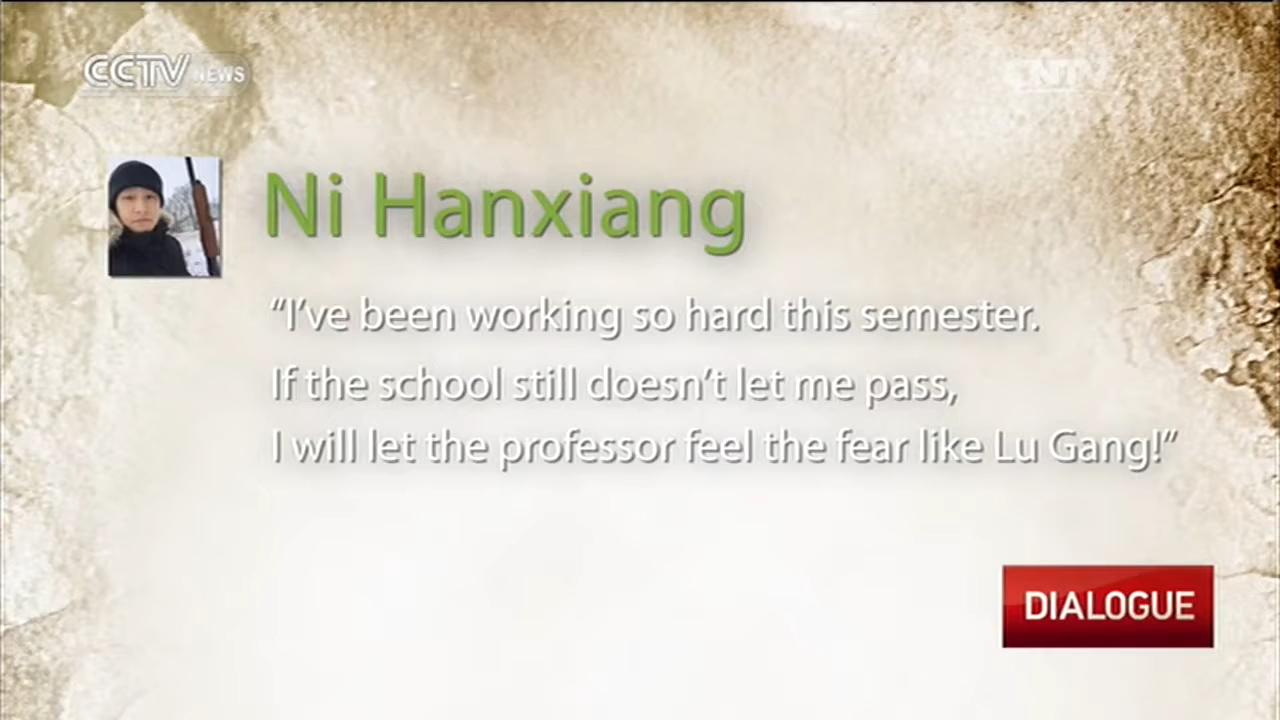 CCTV NEWS
CNTV
Ni Hanxiang
“I’ve been working so hard this semester.
If the school still doesn’t let me pass,
I will let the professor feel the fear like Lu Gang!”
DIALOGUE